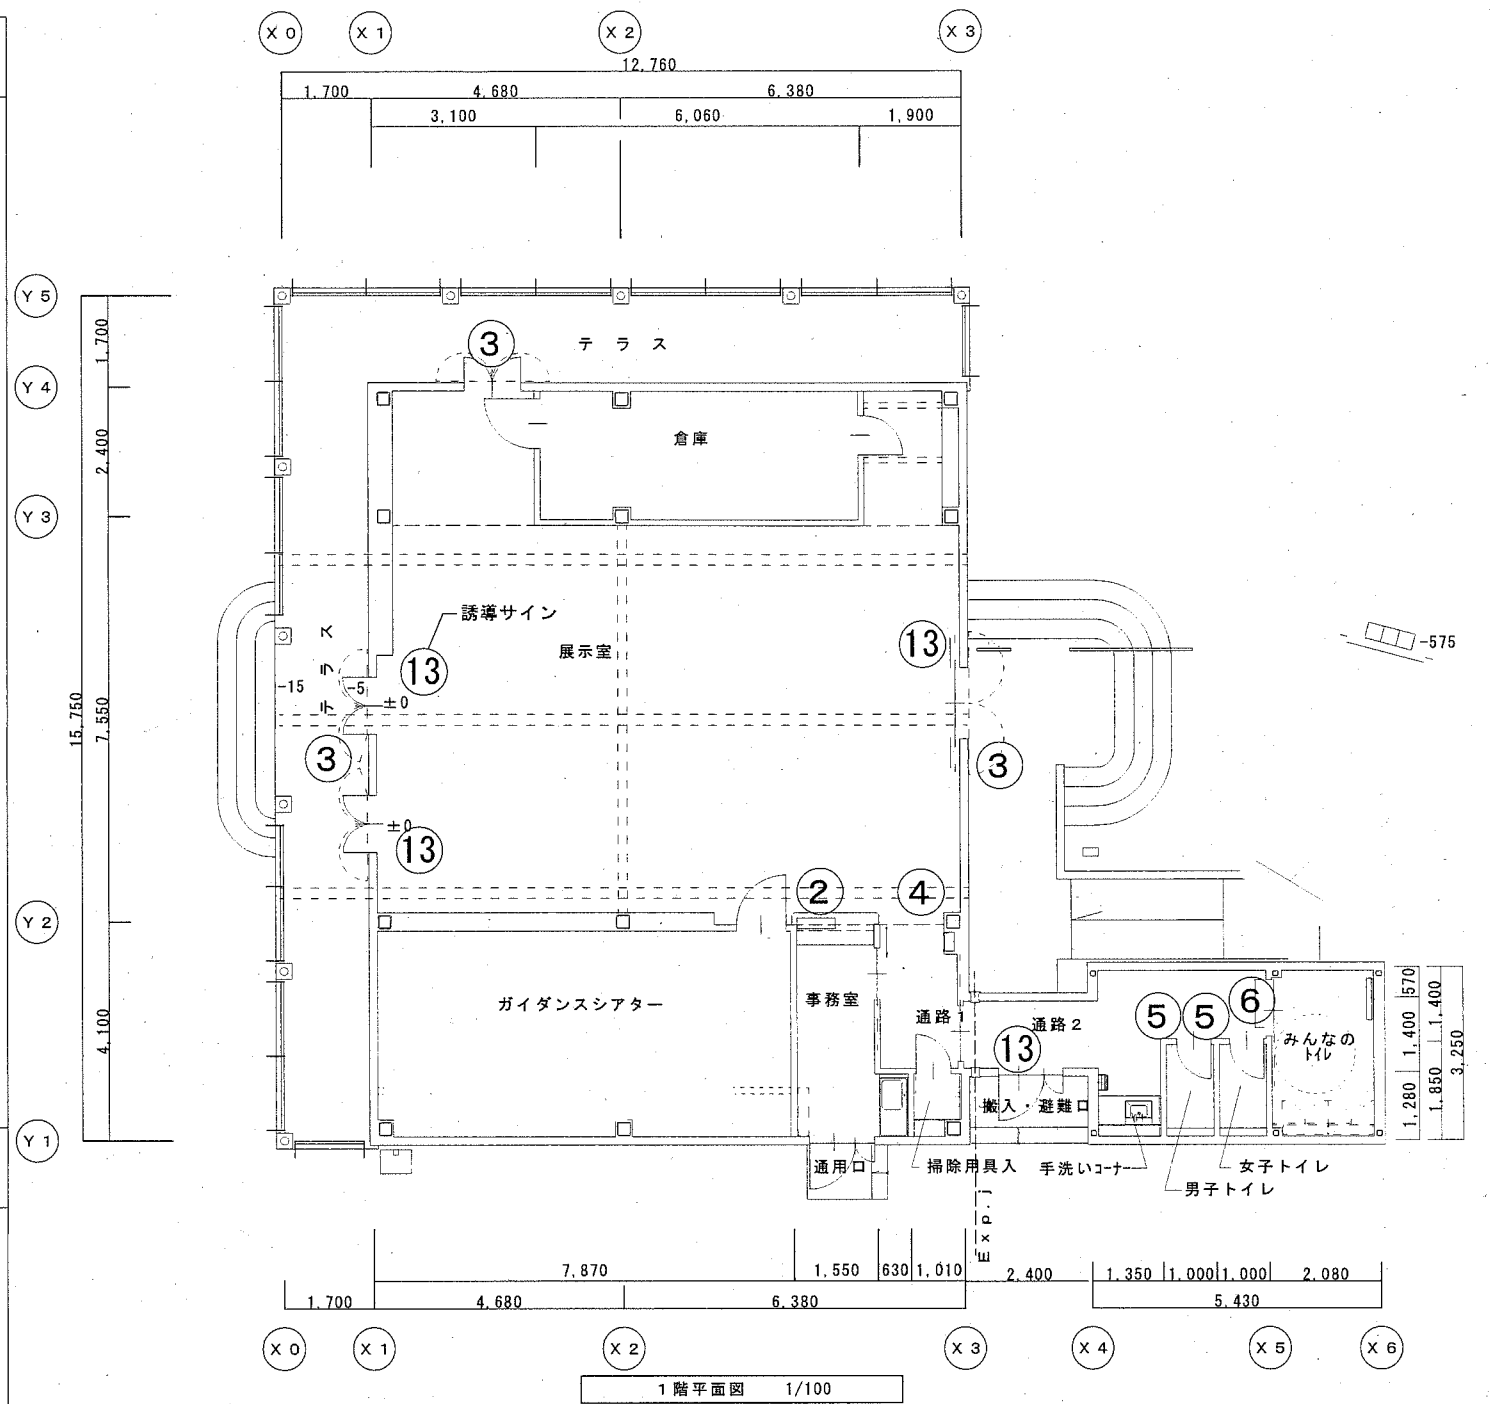 X0 X1 X2 X3
12,760
1,700 4,680 6,380
3,100 6,060 1,900
Y5
1,700
③ テラス
Y4
2,400
倉庫
Y3
誘導サイン
⑬ 展示室 ⑬
テラス
-15 -5 ±0
-575
15,750
7,550
③ ③
±0
⑬
② ④
Y2
ガイダンスシアター
事務室
通路1
通路2
⑬
⑤ ⑤ ⑥
みんなの
トイレ
570 1,400
1,400 3,250
1,280 1,850
4,100
搬入・避難口
Y1
通用口
掃除用具入
手洗いコーナー
女子トイレ
男子トイレ
Exp.j
7,870 1,550 630 1,010 2,400 1,350 1,000 1,000 2,080
1,700 4,680 6,380 5,430
X0 X1 X2 X3 X4 X5 X6
1階平面図 1/100